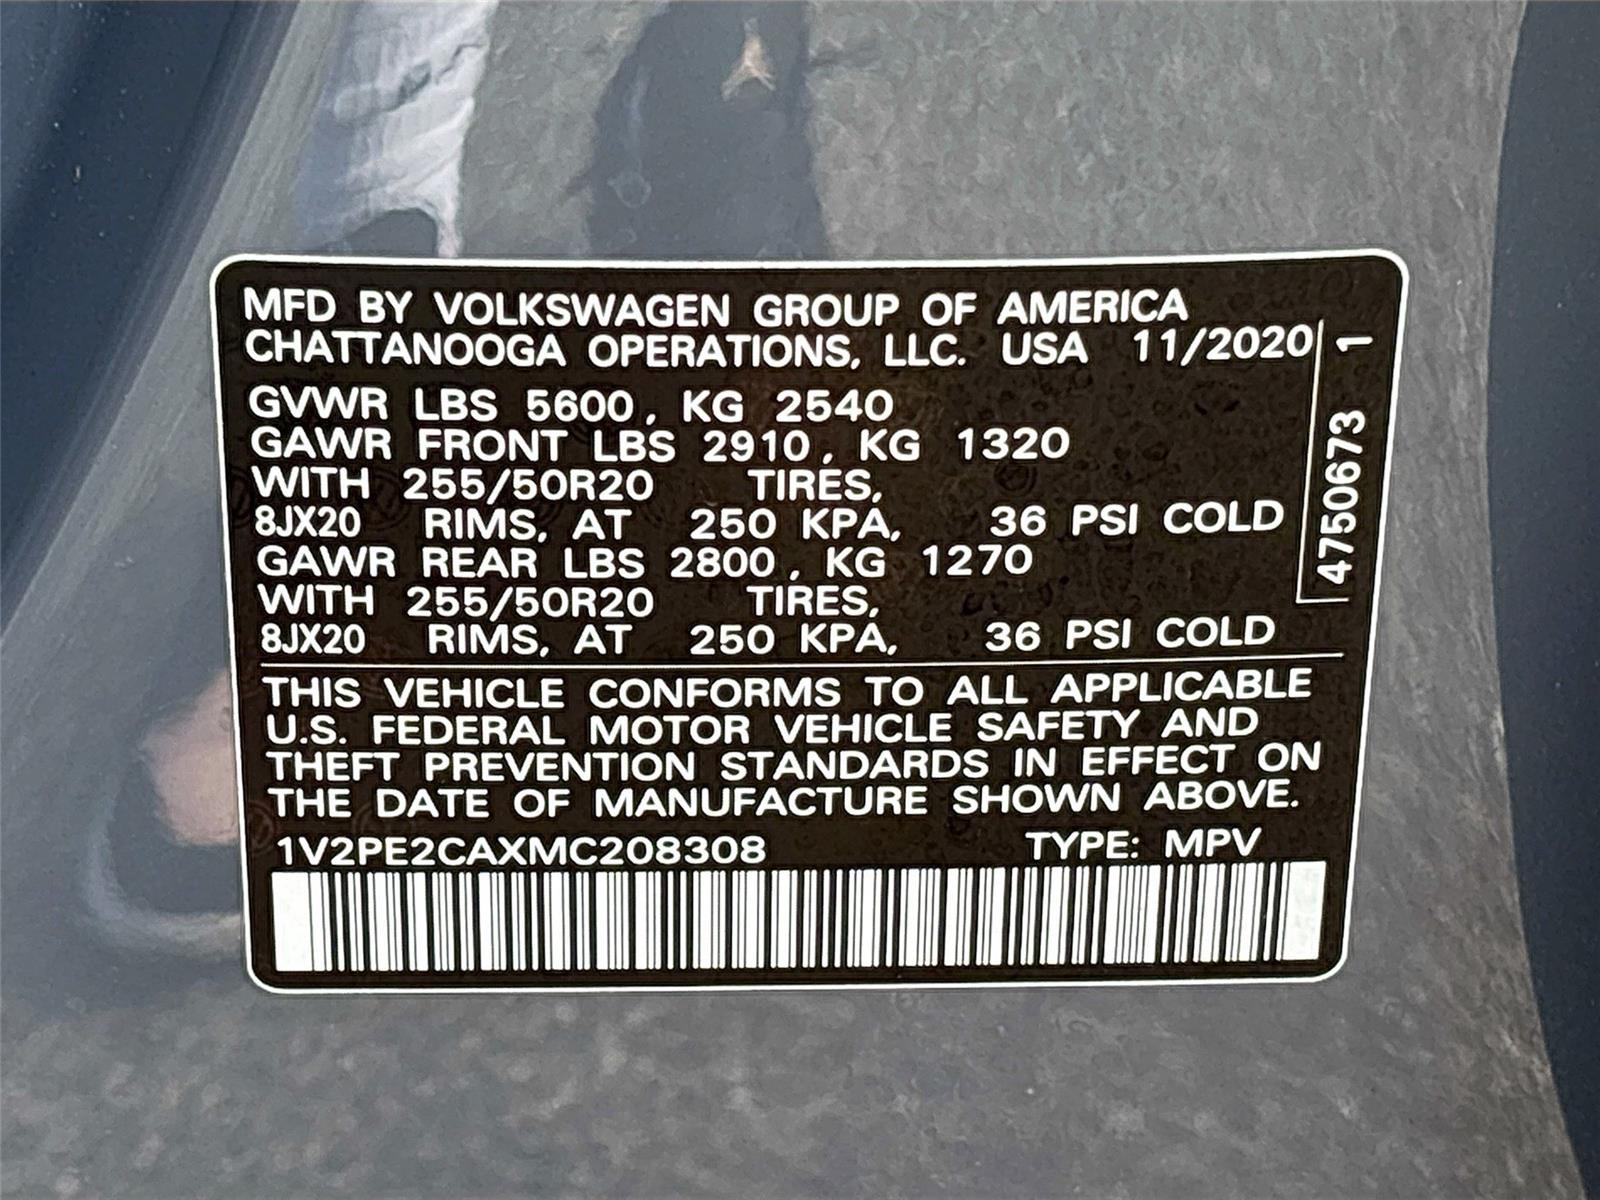 MFD BY VOLKSWAGEN GROUP OF AMERICA
CHATTANOOGA OPERATIONS, LLC. USA 11/2020
GVWR LBS 5600, KG 2540
GAWR FRONT LBS 2910, KG 1320
WITH 255/50R20 TIRES,
8JX20 RIMS, AT 250 KPA, 36 PSI COLD
GAWR REAR LBS 2800, KG 1270
WITH 255/50R20 TIRES,
8JX20 RIMS, AT 250 KPA, 36 PSI COLD
4750673 1
THIS VEHICLE CONFORMS TO ALL APPLICABLE
U.S. FEDERAL MOTOR VEHICLE SAFETY AND
THEFT PREVENTION STANDARDS IN EFFECT ON
THE DATE OF MANUFACTURE SHOWN ABOVE.
1V2PE2CAXMC208308 TYPE: MPV